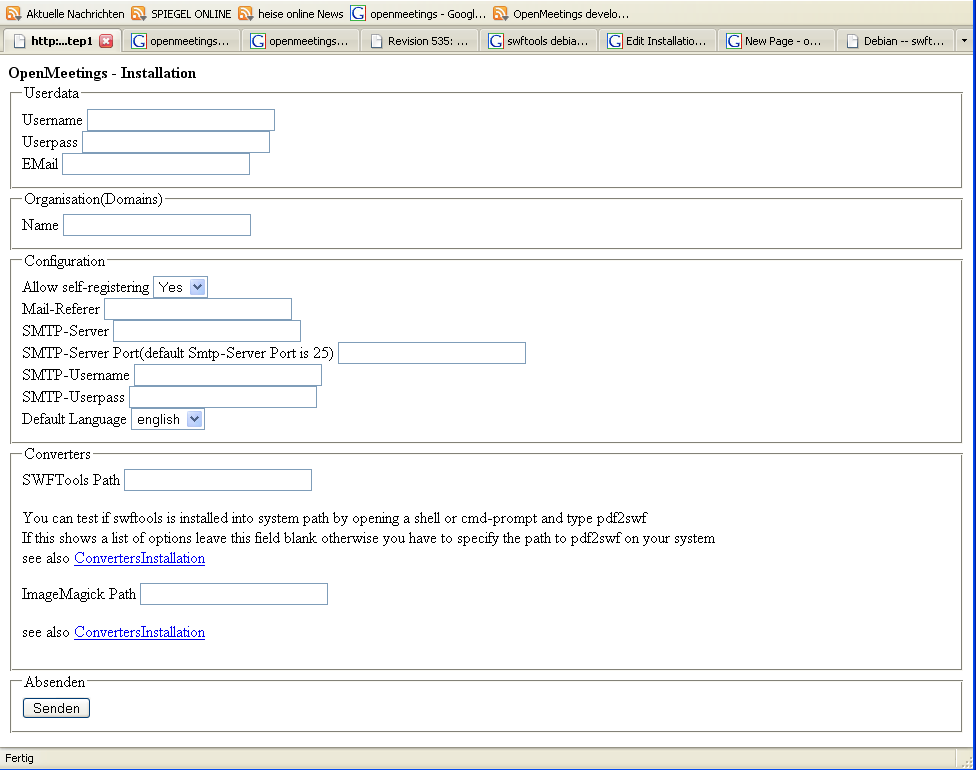 Aktuelle Nachrichten SPIEGEL ONLINE heise online News openmeetings - Googl... OpenMeetings develo...
http:...tep1 openmeetings... openmeetings... Revision 535: ... swftools debia... Edit Installatio... New Page - o... Debian -- swft...
OpenMeetings - Installation
Userdata
Username
Userpass
EMail
Organisation(Domains)
Name
Configuration
Allow self-registering Yes
Mail-Referer
SMTP-Server
SMTP-Server Port(default Smtp-Server Port is 25)
SMTP-Username
SMTP-Userpass
Default Language english
Converters
SWFTools Path
You can test if swftools is installed into system path by opening a shell or cmd-prompt and type pdf2swf
If this shows a list of options leave this field blank otherwise you have to specify the path to pdf2swf on your system
see also ConvertersInstallation
ImageMagick Path
see also ConvertersInstallation
Absenden
Senden
Fertig